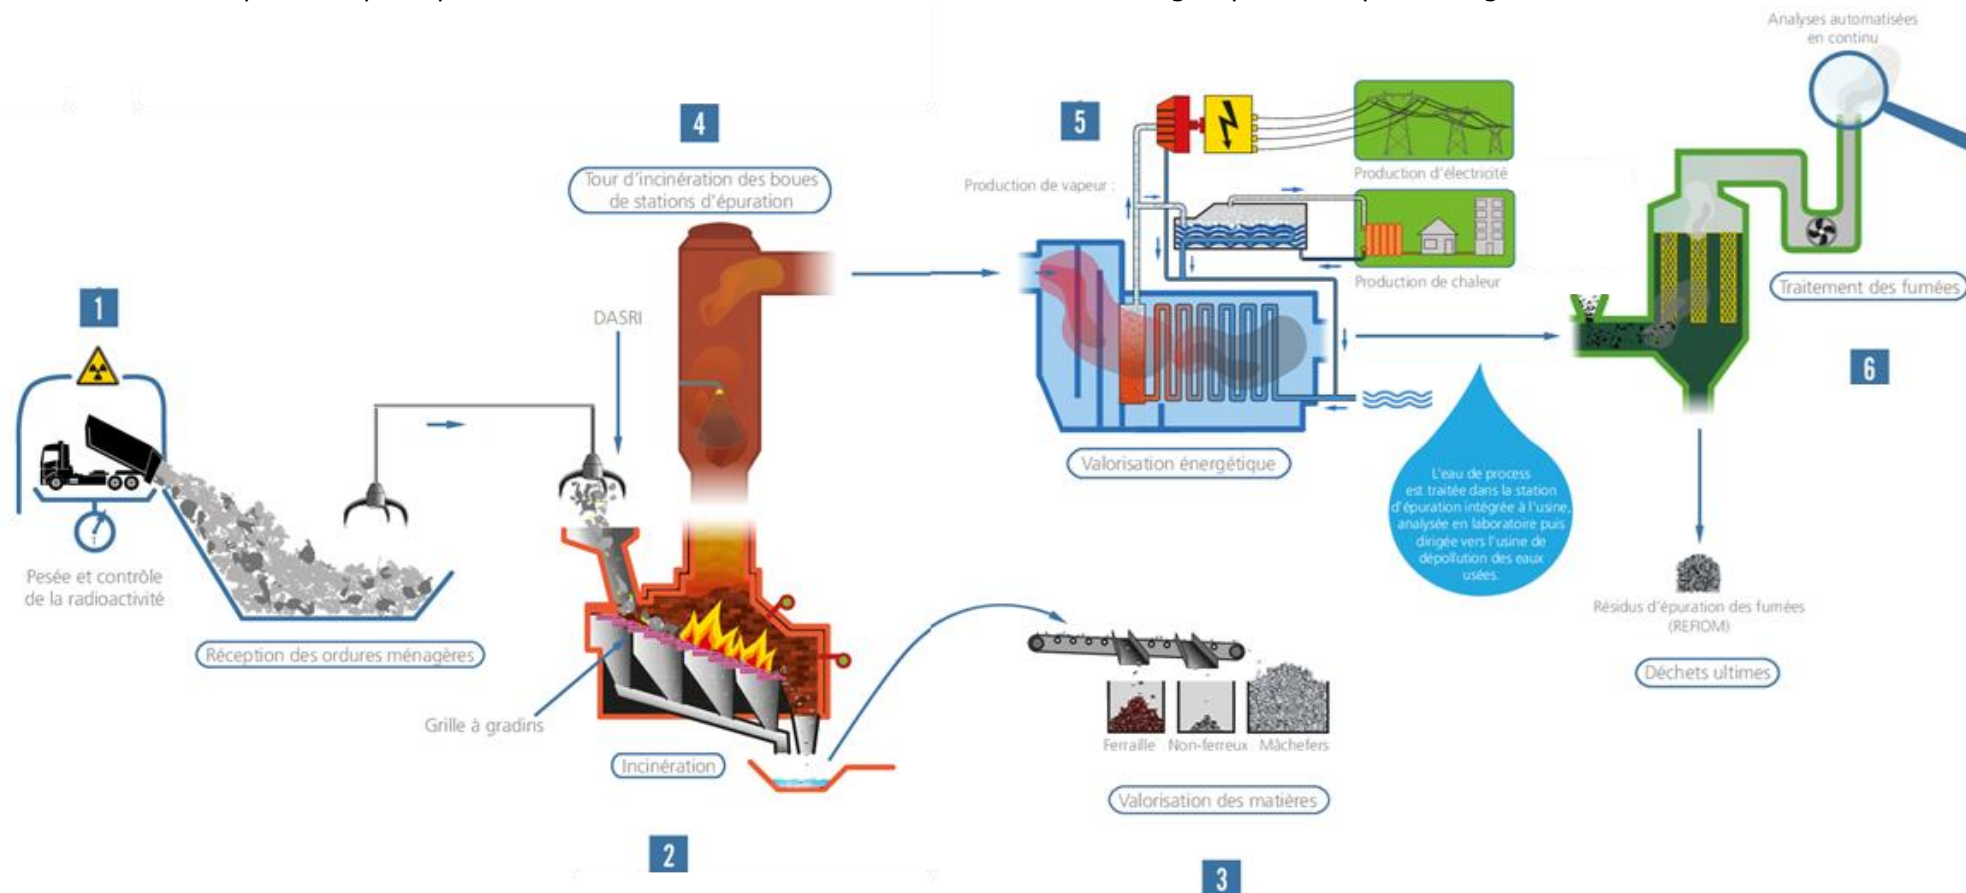 1
Pesée et contrôle
de la radioactivité
Réception des ordures ménagères
DASRI
Grille à gradins
Incinération
2
Ferraille
Non-ferreux
Mâchefers
Valorisation des matières
3
4
Tour d'incinération des boues
de stations d'épuration
5
Production de vapeur :
Production d'électricité
Production de chaleur
Valorisation énergétique
L'eau de process
est traitée dans la station
d'épuration intégrée à l'usine,
analysée en laboratoire puis
dirigée vers l'usine de
dépollution des eaux
usées.
Analyses automatisées
en continu
Traitement des fumées
6
Résidus d'épuration des fumées
(REFIOM)
Déchets ultimes